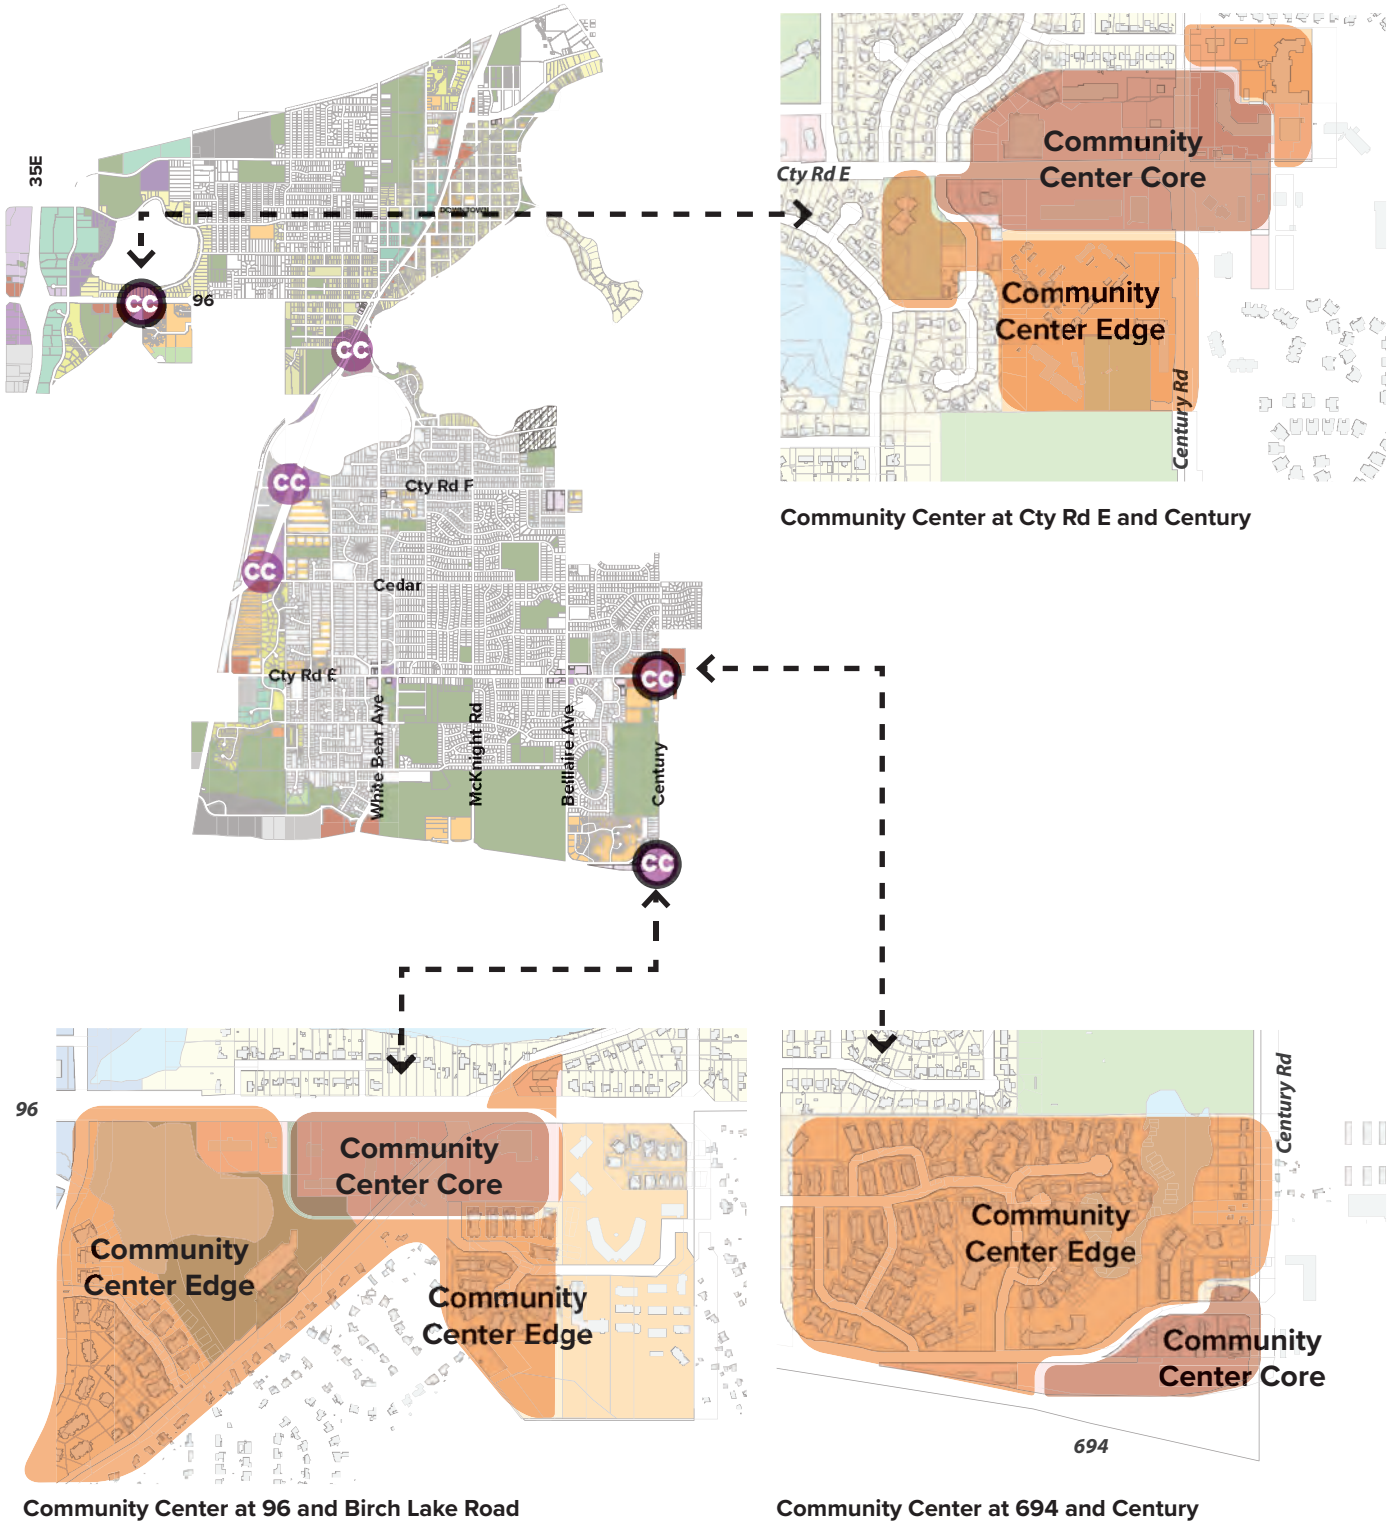 35E
DOWNTOWN
CC
96
CC
CC
Cty Rd F
CC
Cedar
Cty Rd E
CC
White Bear Ave
McKnight Rd
Bellaire Ave
Century
CC
Cty Rd E
Community
Center Core
Community
Center Edge
Century Rd
Community Center at Cty Rd E and Century
96
Community
Center Core
Community
Center Edge
Community
Center Edge
Community Center at 96 and Birch Lake Road
Century Rd
Community
Center Edge
Community
Center Core
694
Community Center at 694 and Century